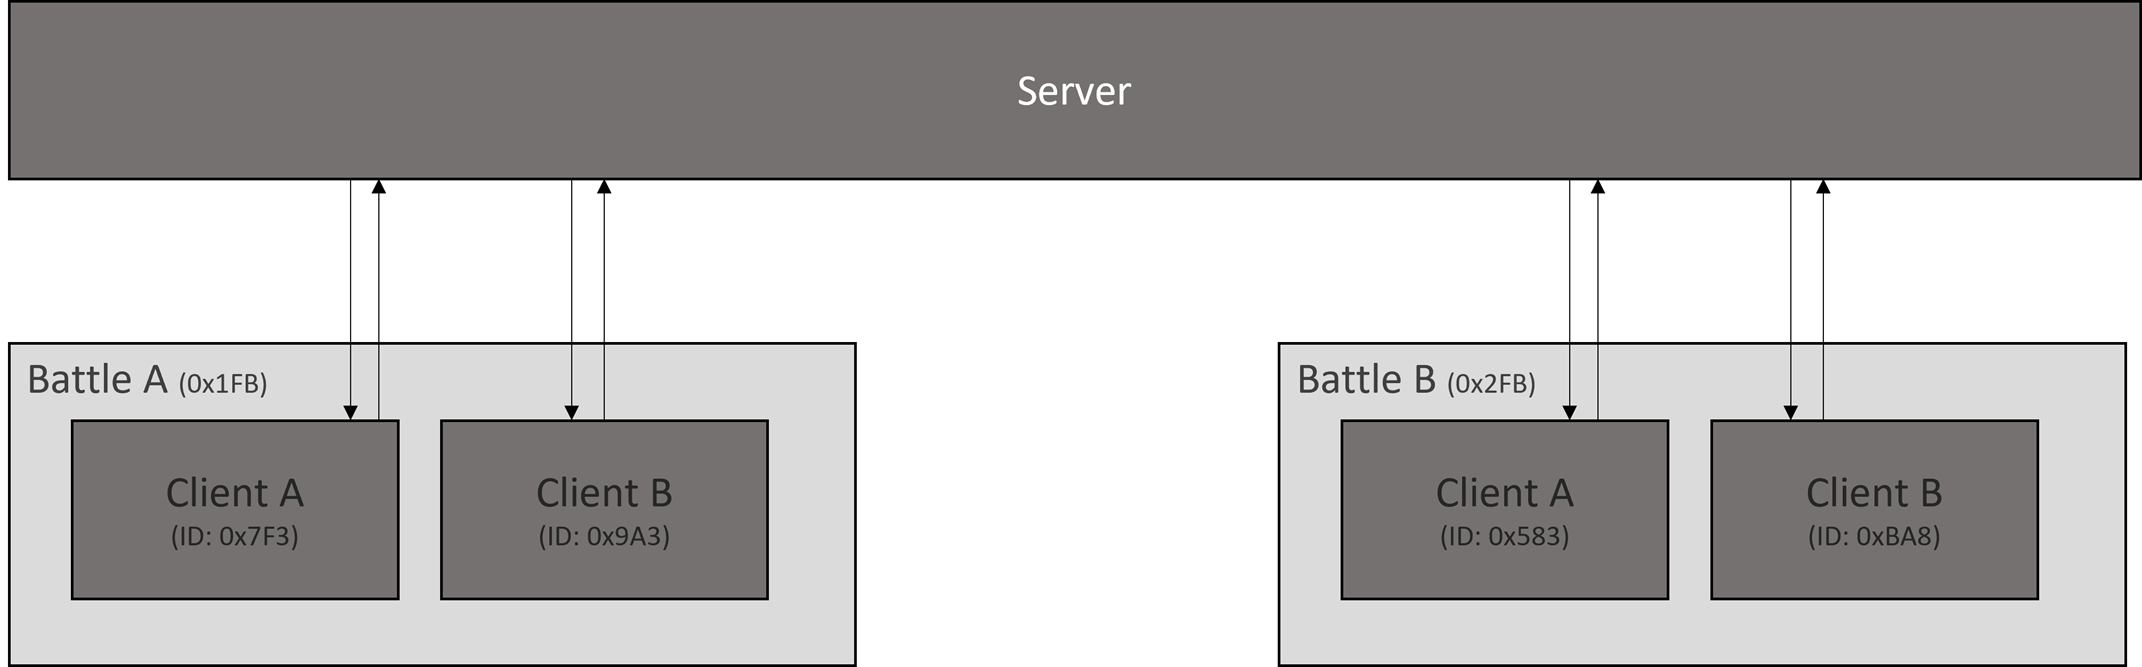 Server
Battle A (0x1FB)
Client A
(ID: 0x7F3)
Client B
(ID: 0x9A3)
Battle B (0x2FB)
Client A
(ID: 0x583)
Client B
(ID: 0xBA8)